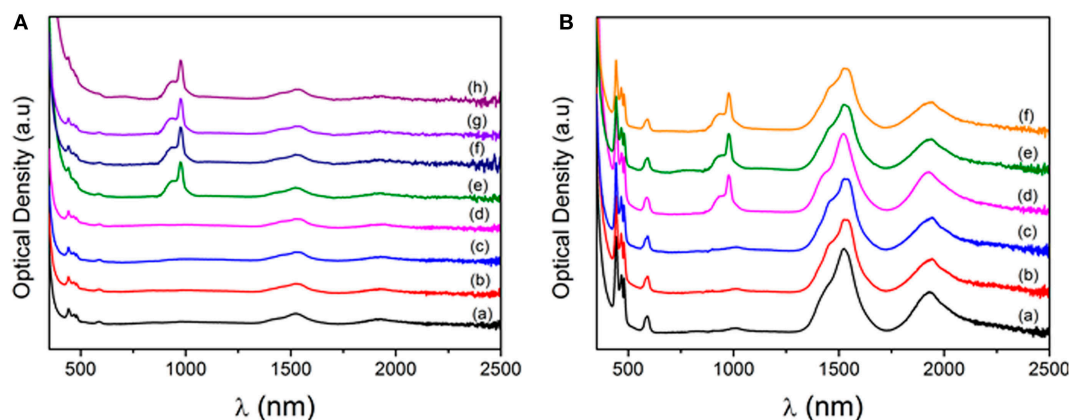 A
B
Optical Density (a.u)
(h)
(g)
(f)
(e)
(d)
(c)
(b)
(a)
500 1000 1500 2000 2500
λ (nm)
Optical Density (a.u)
(f)
(e)
(d)
(c)
(b)
(a)
500 1000 1500 2000 2500
λ (nm)